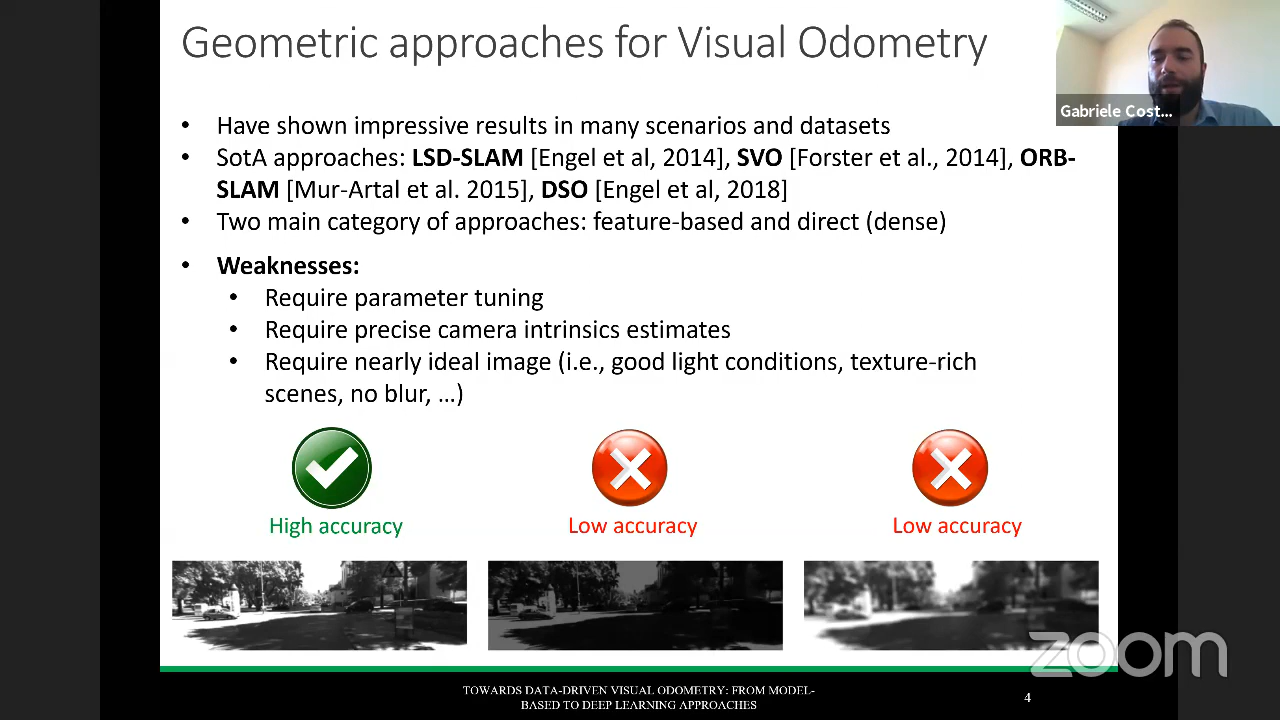 Geometric approaches for Visual Odometry
Gabriele Cost...
• Have shown impressive results in many scenarios and datasets
• SotA approaches: LSD-SLAM [Engel et al, 2014], SVO [Forster et al., 2014], ORB-
SLAM [Mur-Artal et al. 2015], DSO [Engel et al, 2018]
• Two main category of approaches: feature-based and direct (dense)
• Weaknesses:
• Require parameter tuning
• Require precise camera intrinsics estimates
• Require nearly ideal image (i.e., good light conditions, texture-rich
scenes, no blur, …)
High accuracy
Low accuracy
Low accuracy
zoom
TOWARDS DATA-DRIVEN VISUAL ODOMETRY: FROM MODEL-
BASED TO DEEP LEARNING APPROACHES
4